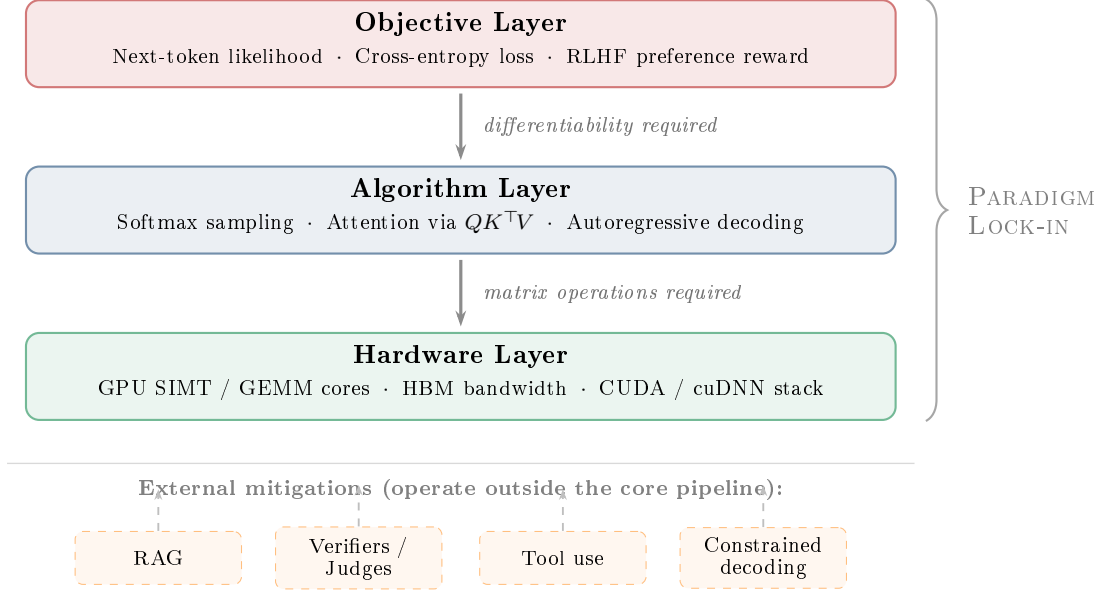 Objective Layer
Next-token likelihood · Cross-entropy loss · RLHF preference reward
differentiability required
Algorithm Layer
Softmax sampling · Attention via QK⊤V · Autoregressive decoding
matrix operations required
Hardware Layer
GPU SIMT / GEMM cores · HBM bandwidth · CUDA / cuDNN stack
PARADIGM
LOCK-IN
External mitigations (operate outside the core pipeline):
RAG
Verifiers /
Judges
Tool use
Constrained
decoding